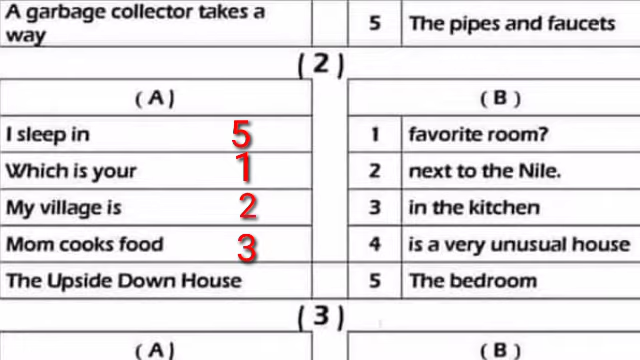 A garbage collector takes a
way
5 The pipes and faucets
( 2 )
( A ) ( B )
I sleep in 5 1 favorite room?
Which is your 1 2 next to the Nile.
My village is 2 3 in the kitchen
Mom cooks food 3 4 is a very unusual house
The Upside Down House 5 The bedroom
( 3 )
( A ) ( B )